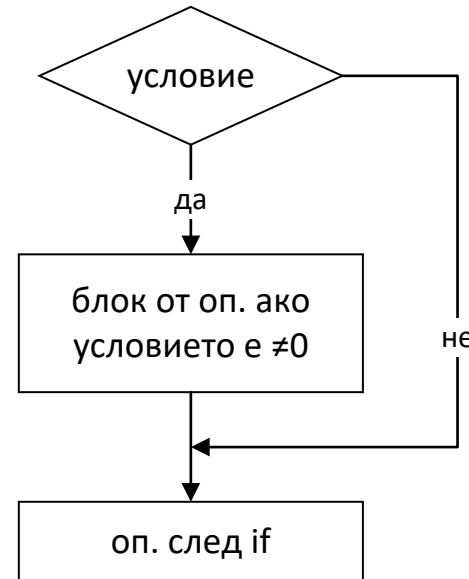 условие
да
блок от оп. ако
условието е ≠0
не
оп. след if